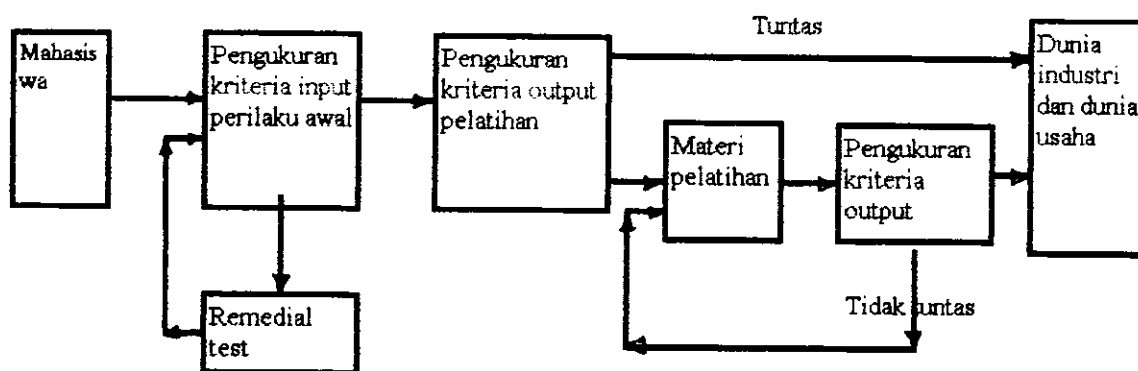 Mahasis
wa
Pengukuran
kriteria input
perilaku awal
Remedial
test
Pengukuran
kriteria output
pelatihan
Tuntas
Materi
pelatihan
Pengukuran
kriteria
output
Tidak tuntas
Dunia
industri
dan dunia
usaha